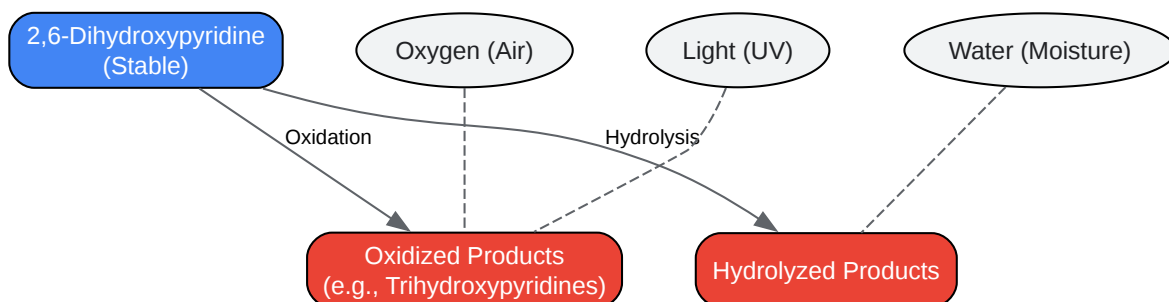 2,6-Dihydroxypyridine
(Stable)
Oxygen (Air)
Light (UV)
Water (Moisture)
Oxidation
Hydrolysis
Oxidized Products
(e.g., Trihydroxypyridines)
Hydrolyzed Products